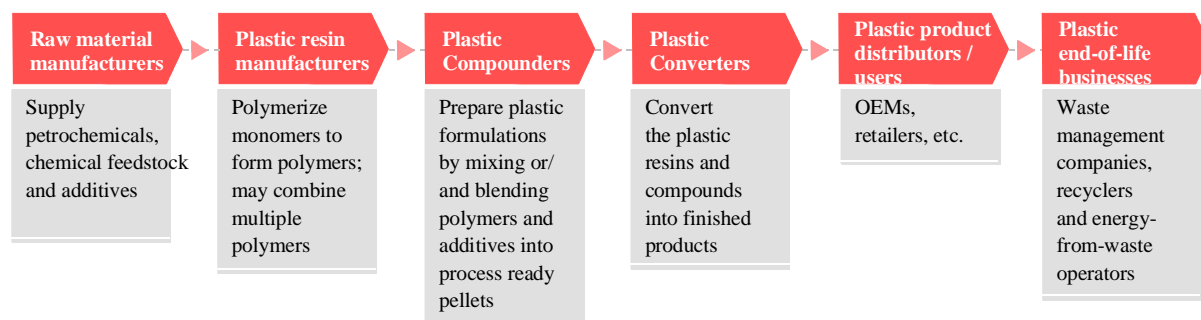 Raw material
manufacturers
Supply
petrochemicals,
chemical feedstock
and additives
Plastic resin
manufacturers
Polymerize
monomers to
form polymers;
may combine
multiple
polymers
Plastic
Compounders
Prepare plastic
formulations
by mixing or/
and blending
polymers and
additives into
process ready
pellets
Plastic
Converters
Convert
the plastic
resins and
compounds
into finished
products
Plastic product
distributors /
users
OEMs,
retailers, etc.
Plastic
end-of-life
businesses
Waste
management
companies,
recyclers
and energy-
from-waste
operators